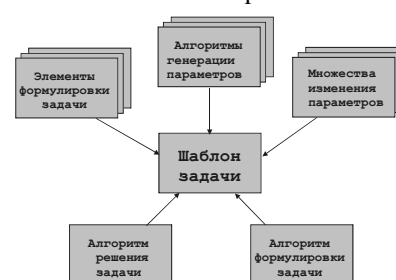 Алгоритмы
генерации
параметров
Элементы
формулировки
задачи
Множества
изменения
параметров
Шаблон
задачи
Алгоритм
решения
задачи
Алгоритм
формулировки
задачи